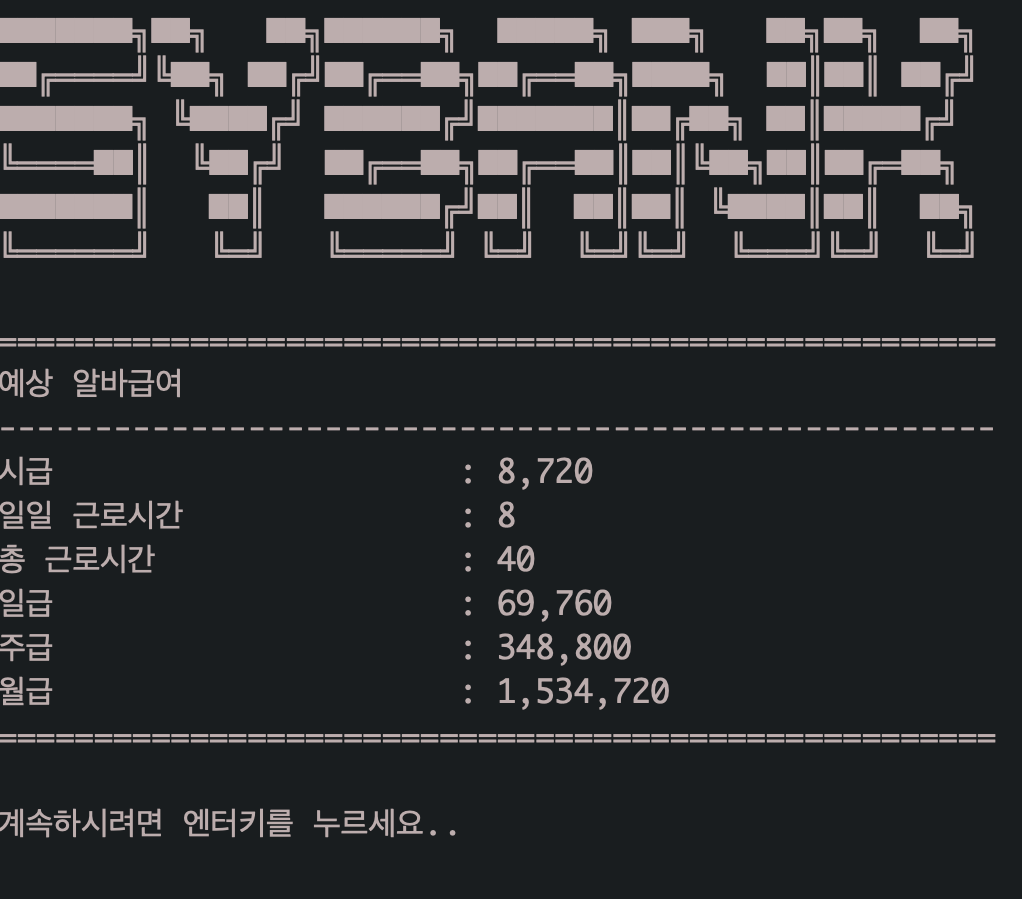 SYBANK
예상 알바급여
시급 : 8,720
일일 근로시간 : 8
총 근로시간 : 40
일급 : 69,760
주급 : 348,800
월급 : 1,534,720
계속하시려면 엔터키를 누르세요..